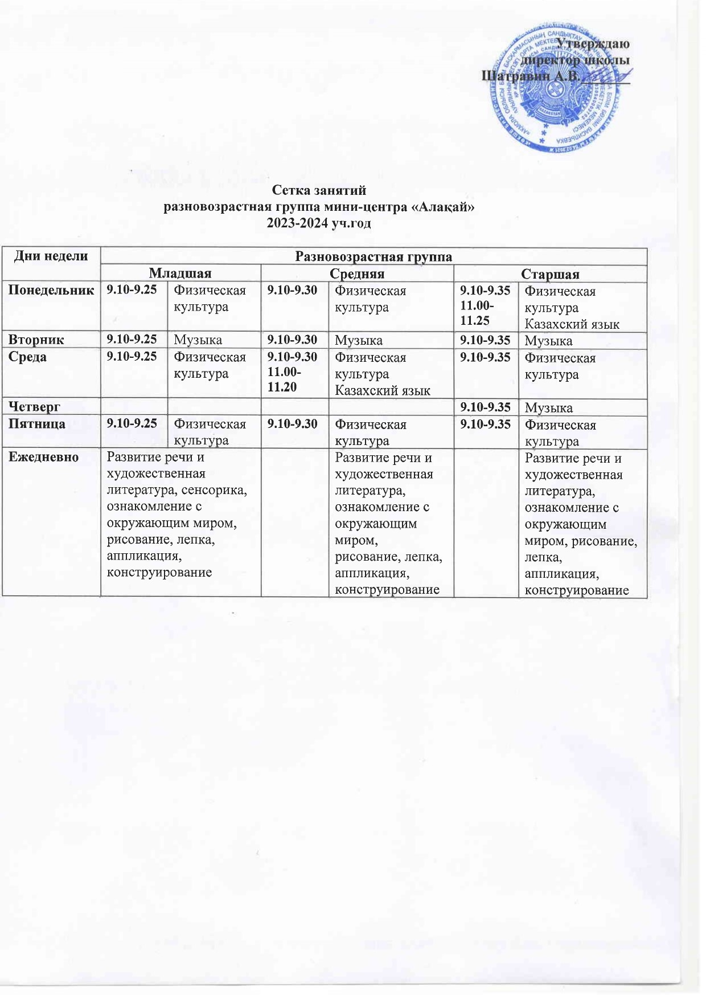 Утверждаю
директор школы
Шатравин А.В.
Сетка занятий
разновозрастная группа мини-центра «Алақай»
2023-2024 уч.год
Дни недели
Разновозрастная группа
Младшая
Средняя
Старшая
Понедельник
9.10-9.25
Физическая
культура
9.10-9.30
Физическая
культура
9.10-9.35
11.00-
11.25
Физическая
культура
Казахский язык
Вторник
9.10-9.25
Музыка
9.10-9.30
Музыка
9.10-9.35
Музыка
Среда
9.10-9.25
Физическая
культура
9.10-9.30
11.00-
11.20
Физическая
культура
Казахский язык
9.10-9.35
Физическая
культура
Четверг
9.10-9.35
Музыка
Пятница
9.10-9.25
Физическая
культура
9.10-9.30
Физическая
культура
9.10-9.35
Физическая
культура
Ежедневно
Развитие речи и
художественная
литература, сенсорика,
ознакомление с
окружающим миром,
рисование, лепка,
аппликация,
конструирование
Развитие речи и
художественная
литература,
ознакомление с
окружающим
миром,
рисование, лепка,
аппликация,
конструирование
Развитие речи и
художественная
литература,
ознакомление с
окружающим
миром, рисование,
лепка,
аппликация,
конструирование